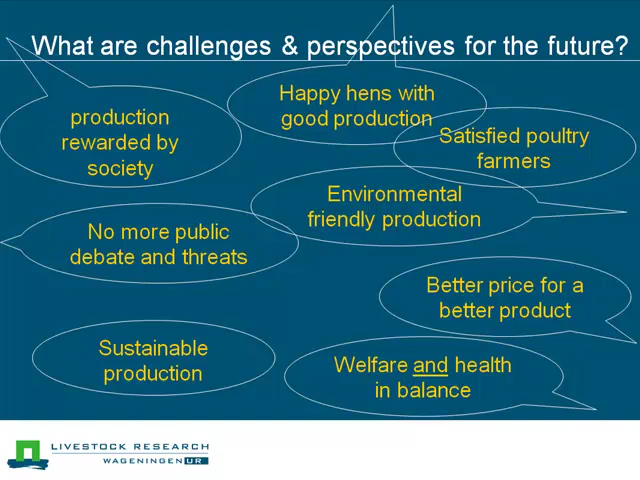 What are challenges & perspectives for the future?
Happy hens with
good production
production
rewarded by
society
Satisfied poultry
farmers
Environmental
friendly production
No more public
debate and threats
Better price for a
better product
Sustainable
production
Welfare and health
in balance
LIVESTOCK RESEARCH
WAGENINGEN UR